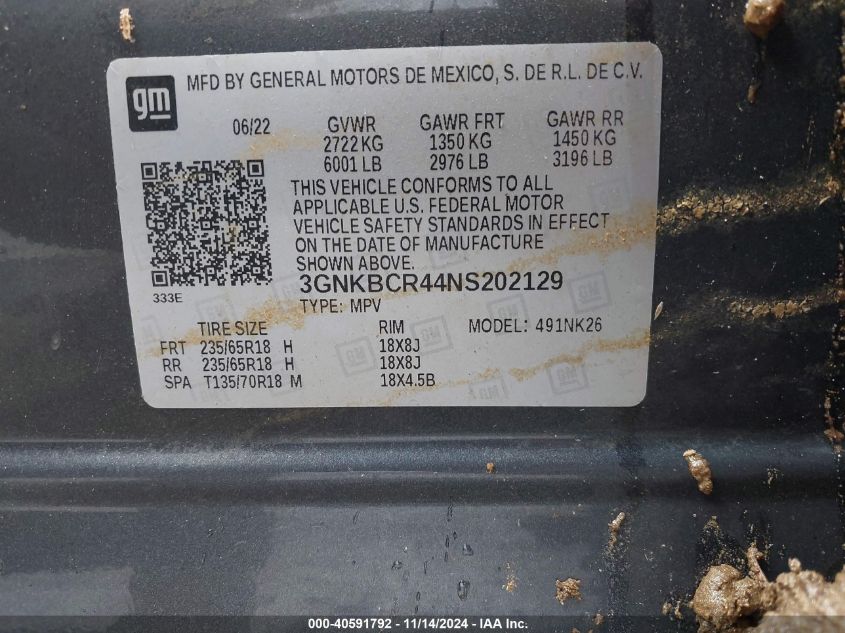 gm
MFD BY GENERAL MOTORS DE MEXICO, S. DE R.L. DE C.V.
06/22 GVWR GAWR FRT GAWR RR
2722 KG 1350 KG 1450 KG
6001 LB 2976 LB 3196 LB
THIS VEHICLE CONFORMS TO ALL
APPLICABLE U.S. FEDERAL MOTOR
VEHICLE SAFETY STANDARDS IN EFFECT
ON THE DATE OF MANUFACTURE
SHOWN ABOVE.
333E
3GNKBCR44NS202129
TYPE: MPV
TIRE SIZE RIM MODEL: 491NK26
FRT 235/65R18 H 18X8J
RR 235/65R18 H 18X8J
SPA T135/70R18 M 18X4.5B
000-40591792 - 11/14/2024 - IAA Inc.